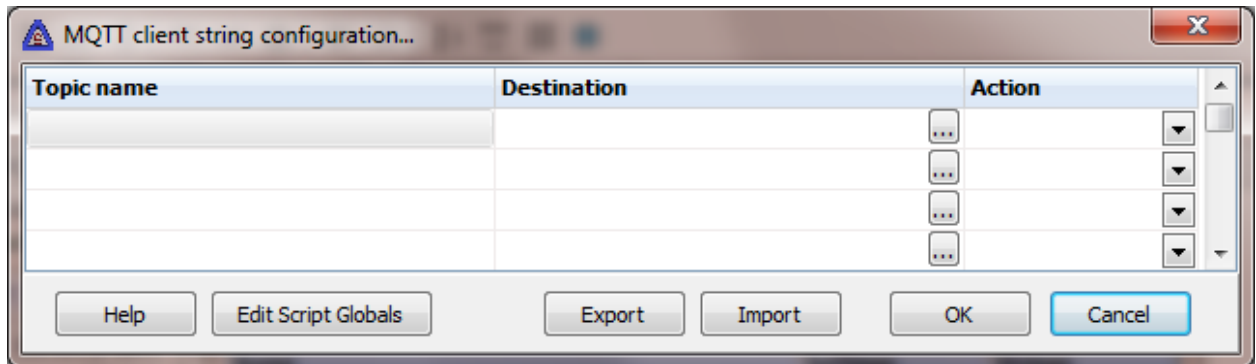 MQTT client string configuration...
Topic name Destination Action
...
...
...
...
Help Edit Script Globals Export Import OK Cancel